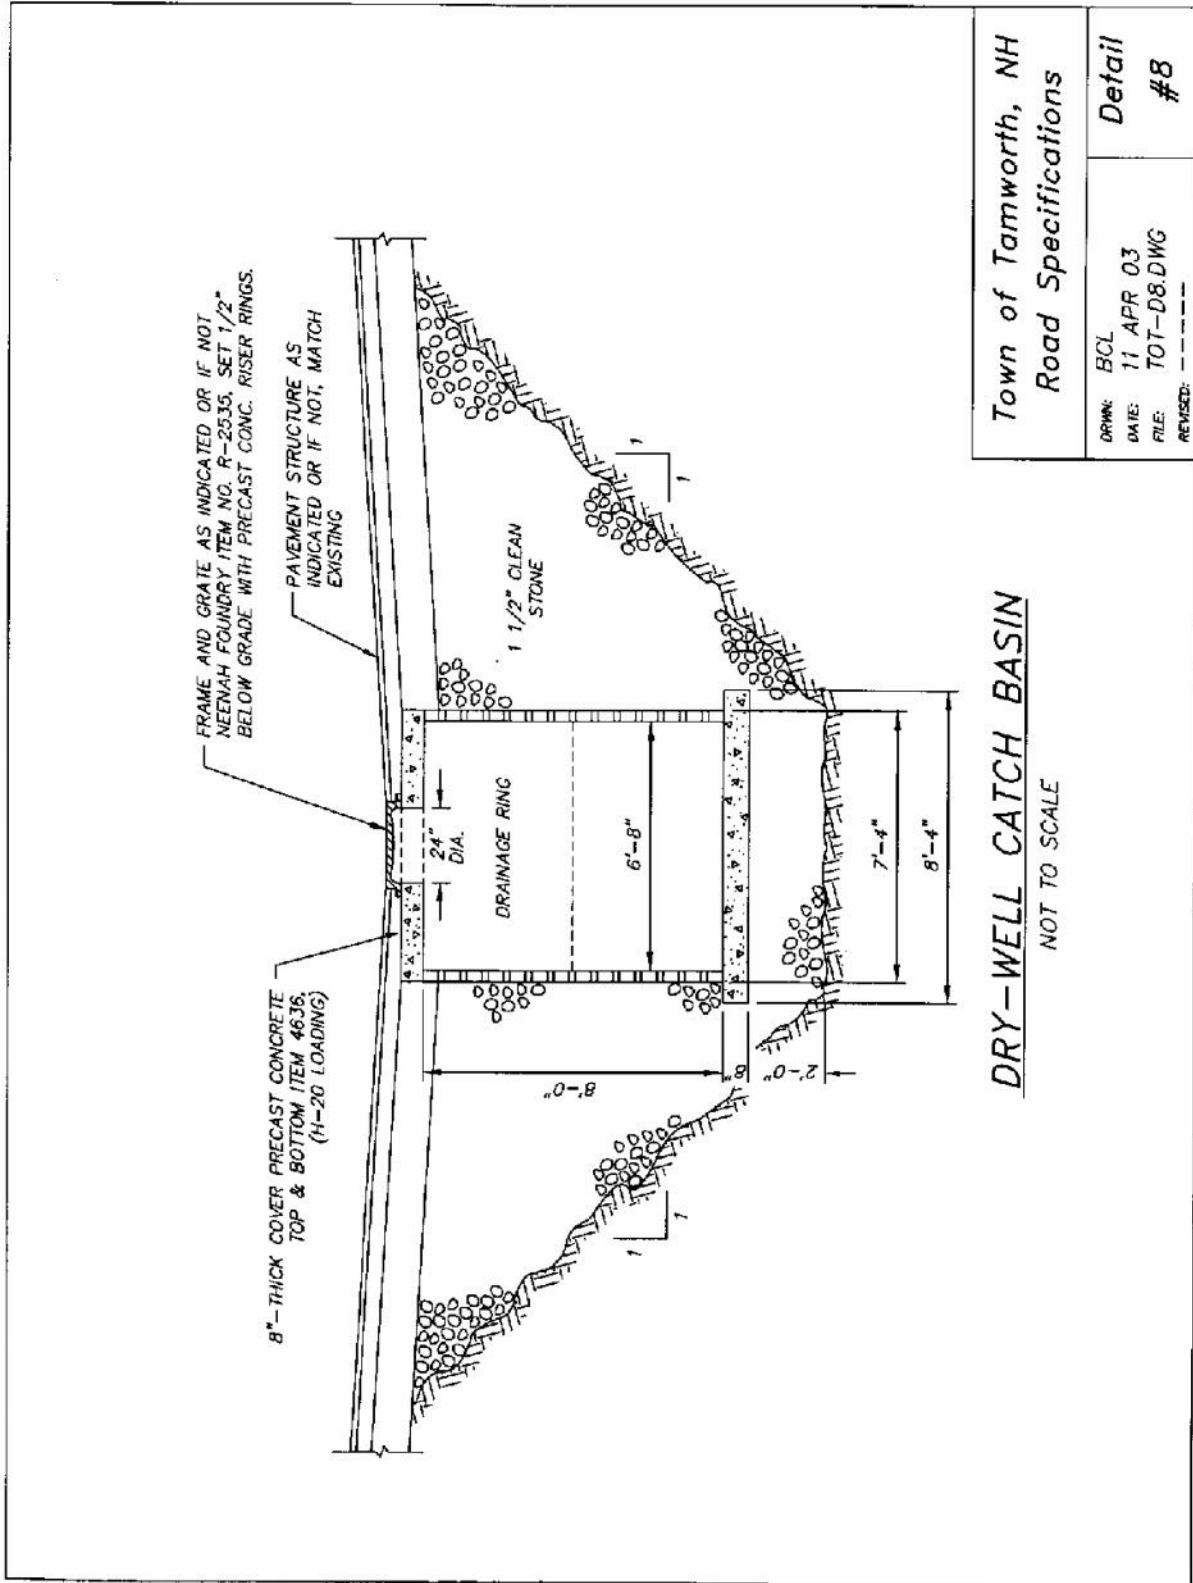 FRAME AND GRATE AS INDICATED OR IF NOT
NEENAH FOUNDRY ITEM NO. R-2535, SET 1/2"
BELOW GRADE WITH PRECAST CONC. RISER RINGS.
8"-THICK COVER PRECAST CONCRETE
TOP & BOTTOM ITEM 4636,
(H-20 LOADING)
PAVEMENT STRUCTURE AS
INDICATED OR IF NOT, MATCH
EXISTING
24"
DIA.
DRAINAGE RING
1 1/2" CLEAN
STONE
8'-0"
6'-8"
1
1
1
1
8"
2'-0"
7'-4"
8'-4"
DRY-WELL CATCH BASIN
NOT TO SCALE
Town of Tamworth, NH
Road Specifications
DRWN: BCL
DATE: 11 APR 03
FILE: TOT-D8.DWG
REVISED: -----
Detail
#8